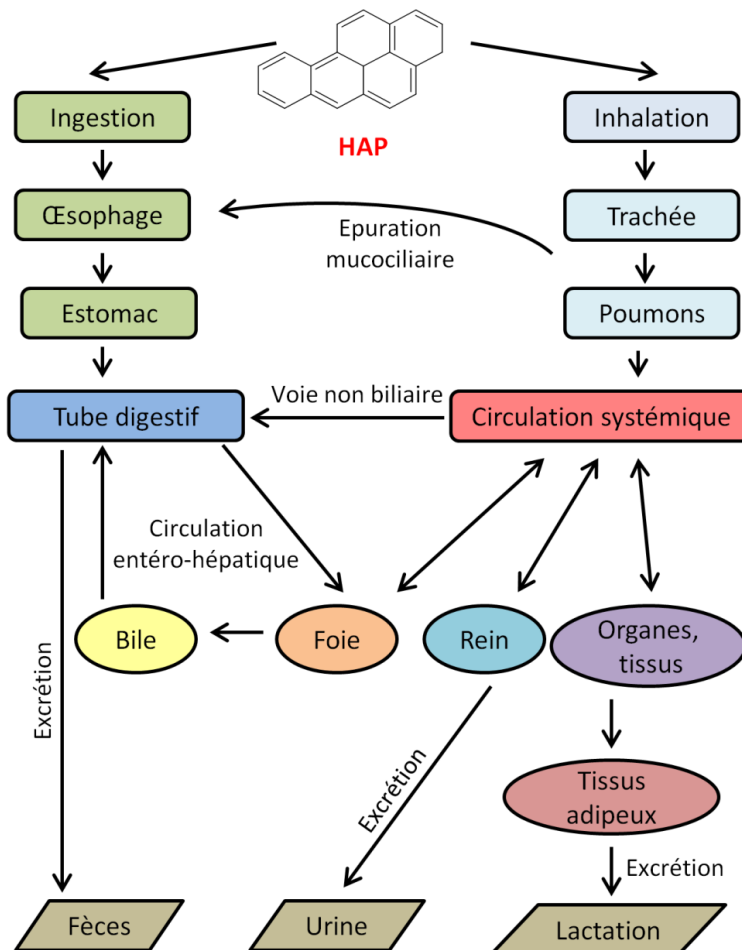 HAP
Ingestion
Inhalation
Œsophage
Epuration
mucociliaire
Trachée
Estomac
Poumons
Tube digestif
Voie non biliaire
Circulation systémique
Circulation
entéro-hépatique
Bile
Foie
Rein
Organes,
tissus
Excrétion
Excrétion
Tissus
adipeux
Excrétion
Fèces
Urine
Lactation